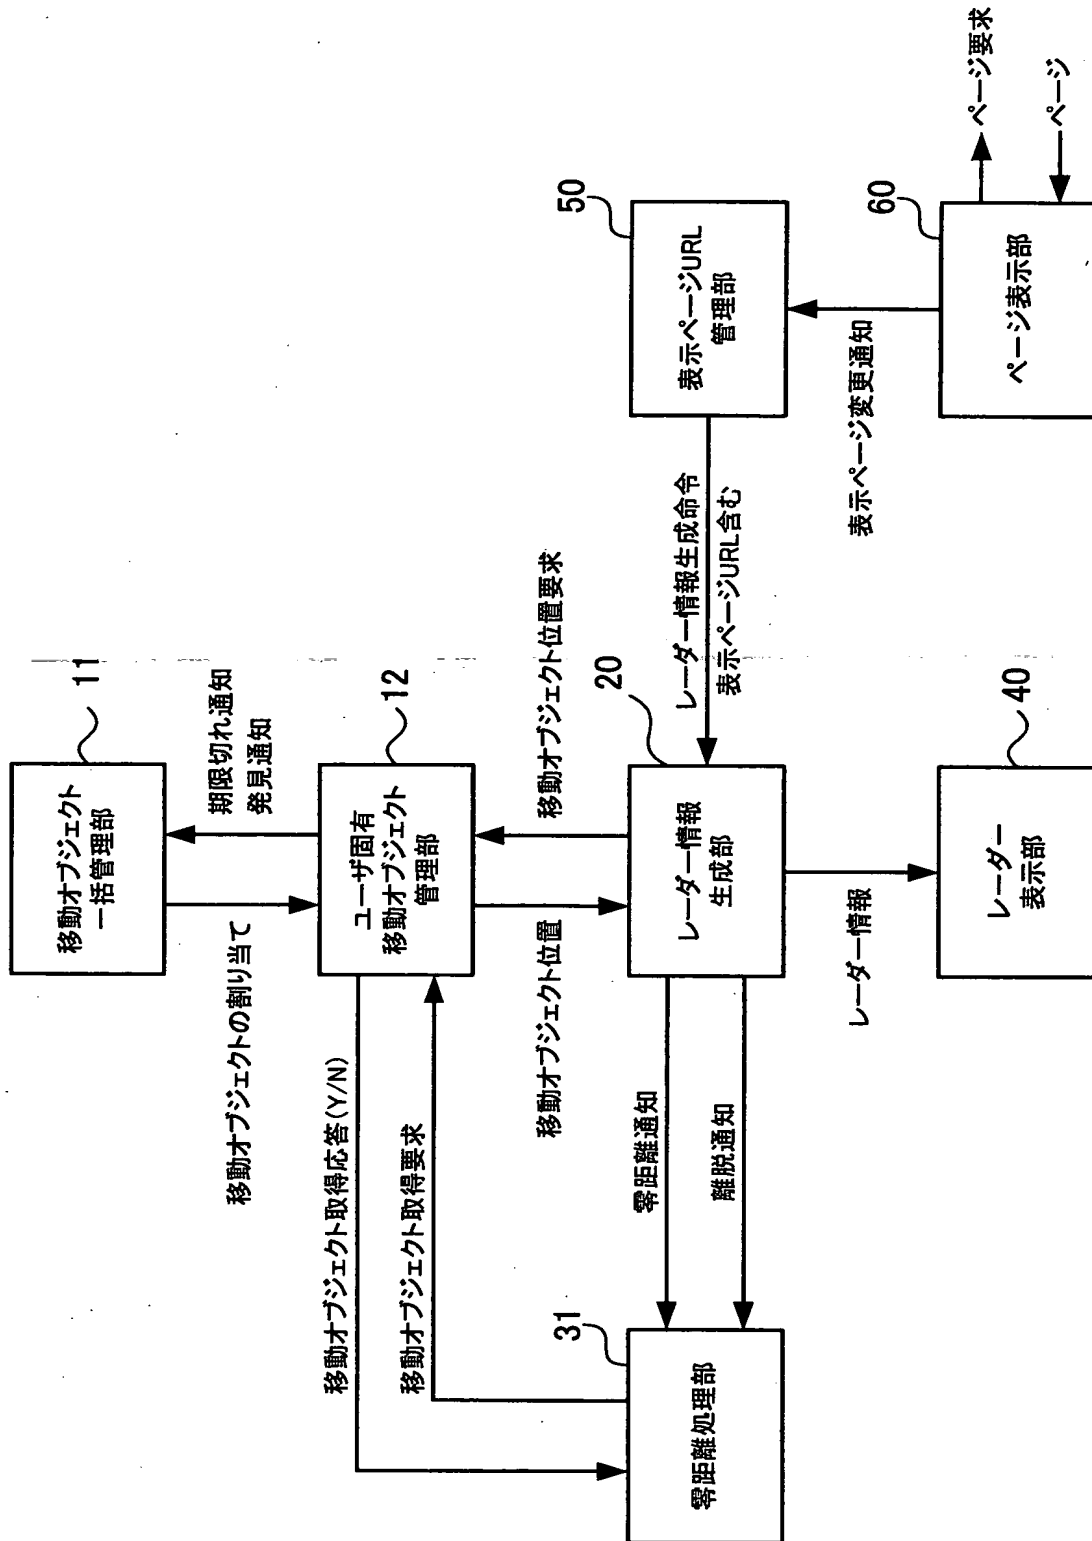 移動オブジェクト
一括管理部
11
移動オブジェクトの割り当て
期限切れ通知
発見通知
ユーザ固有
移動オブジェクト
管理部
12
移動オブジェクト取得応答(Y/N)
移動オブジェクト取得要求
移動オブジェクト位置
移動オブジェクト位置要求
零距離処理部
31
零距離通知
離脱通知
レーダー情報
生成部
20
レーダー情報生成命令
表示ページURL含む
表示ページURL
管理部
50
レーダー情報
表示ページ変更通知
レーダー
表示部
40
ページ表示部
60
ページ要求
ページ